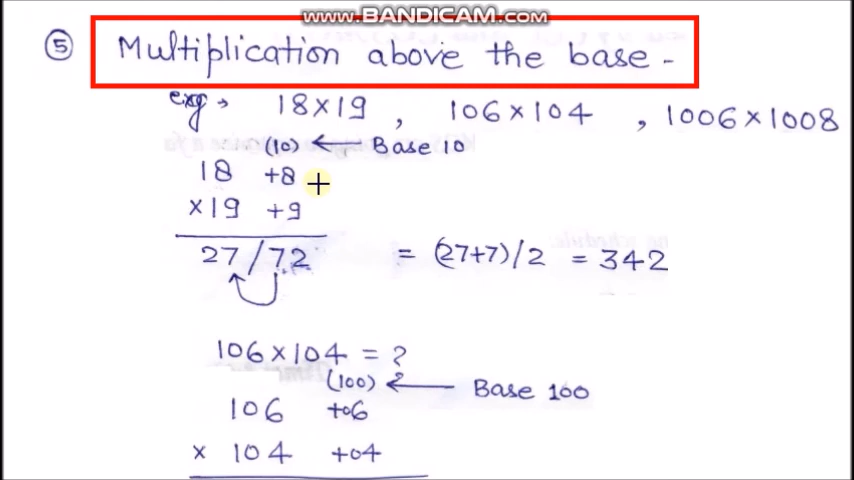 www.BANDICAM.com
⑤ Multiplication above the base -
exg → 18×19 , 106×104 , 1006×1008
(10) ← Base 10
18 +8
×19 +9
27/72 = (27+7)/2 = 342
106×104 = ?
(100) ← Base 100
106 +06
× 104 +04